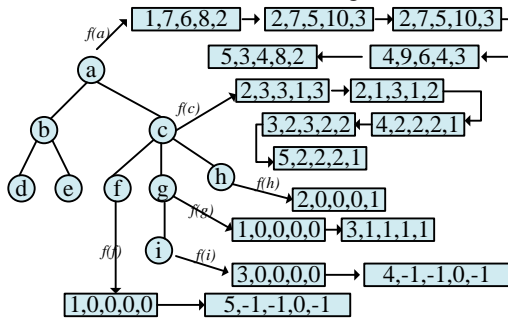 f(a) 1,7,6,8,2 2,7,5,10,3 2,7,5,10,3
5,3,4,8,2 4,9,6,4,3
a
f(c) 2,3,3,1,3 2,1,3,1,2
b c 3,2,3,2,2 4,2,2,2,1
5,2,2,2,1
d e f g h f(h) 2,0,0,0,1
f(g) 1,0,0,0,0 3,1,1,1,1
f(f) i f(i) 3,0,0,0,0 4,-1,-1,0,-1
1,0,0,0,0 5,-1,-1,0,-1